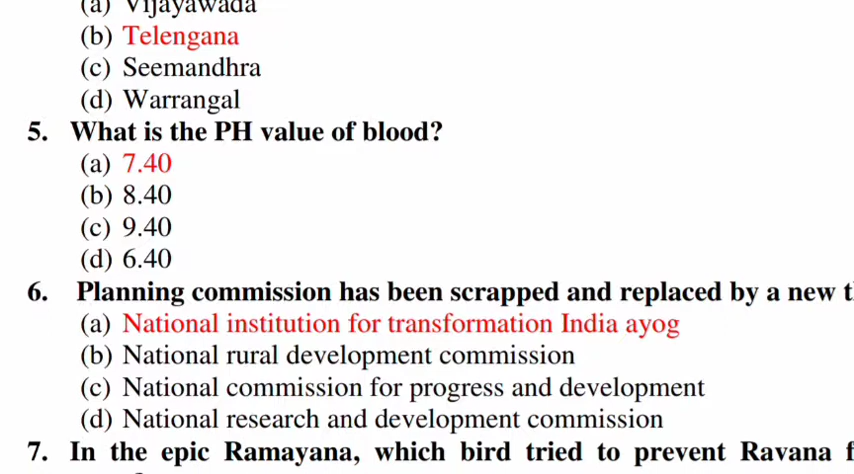 (a) Vijayawada
(b) Telengana
(c) Seemandhra
(d) Warrangal
5. What is the PH value of blood?
(a) 7.40
(b) 8.40
(c) 9.40
(d) 6.40
6. Planning commission has been scrapped and replaced by a new t
(a) National institution for transformation India ayog
(b) National rural development commission
(c) National commission for progress and development
(d) National research and development commission
7. In the epic Ramayana, which bird tried to prevent Ravana f